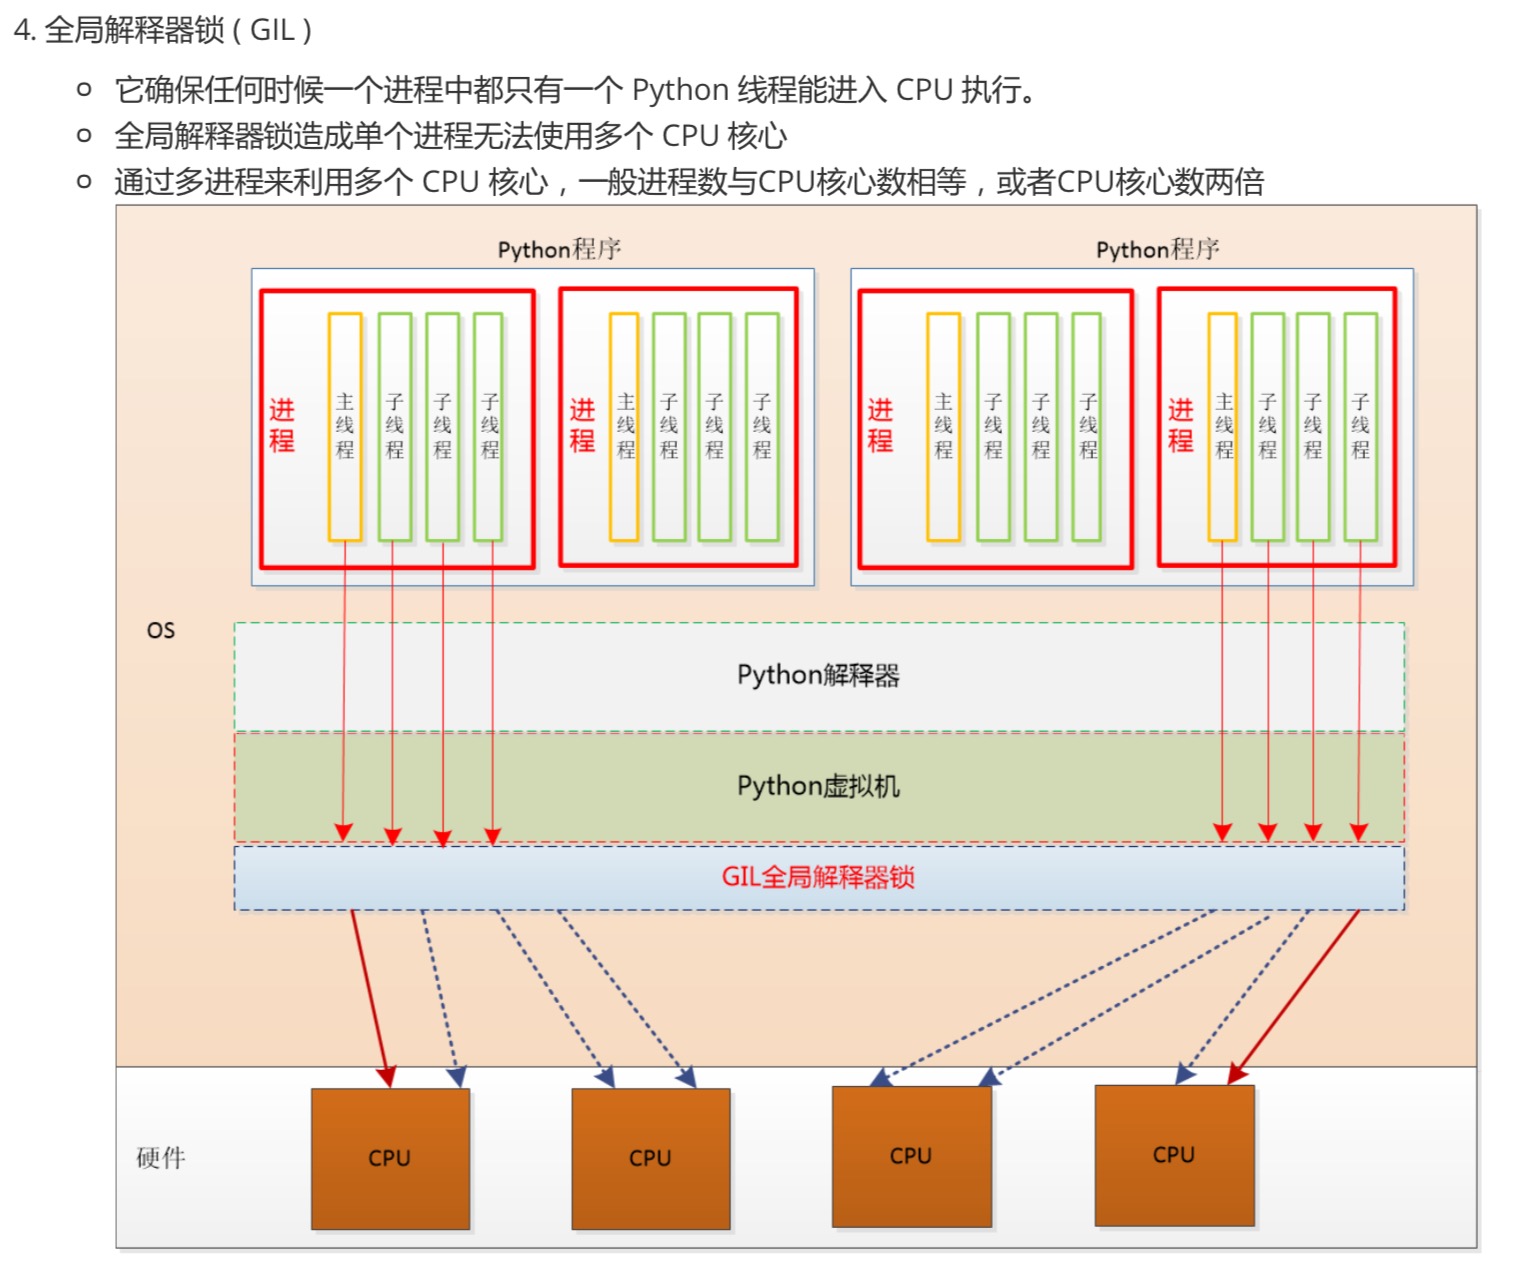 4. 全局解释器锁 ( GIL )
它确保任何时候一个进程中都只有一个 Python 线程能进入 CPU 执行。
全局解释器锁造成单个进程无法使用多个 CPU 核心
通过多进程来利用多个 CPU 核心，一般进程数与CPU核心数相等，或者CPU核心数两倍
Python程序
Python程序
进程
主线程
子线程
子线程
子线程
进程
主线程
子线程
子线程
子线程
进程
主线程
子线程
子线程
子线程
进程
主线程
子线程
子线程
子线程
OS
Python解释器
Python虚拟机
GIL全局解释器锁
硬件
CPU
CPU
CPU
CPU